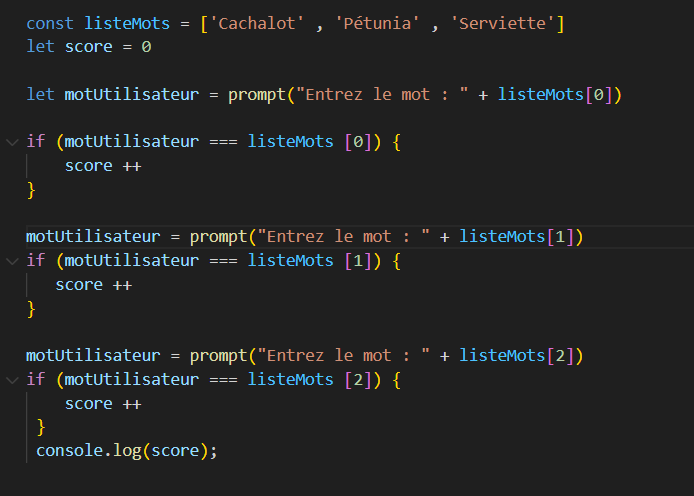 const listeMots = ['Cachalot' , 'Pétunia' , 'Serviette']
let score = 0
let motUtilisateur = prompt("Entrez le mot : " + listeMots[0])
if (motUtilisateur === listeMots [0]) {
score ++
}
motUtilisateur = prompt("Entrez le mot : " + listeMots[1])
if (motUtilisateur === listeMots [1]) {
score ++
}
motUtilisateur = prompt("Entrez le mot : " + listeMots[2])
if (motUtilisateur === listeMots [2]) {
score ++
}
console.log(score);